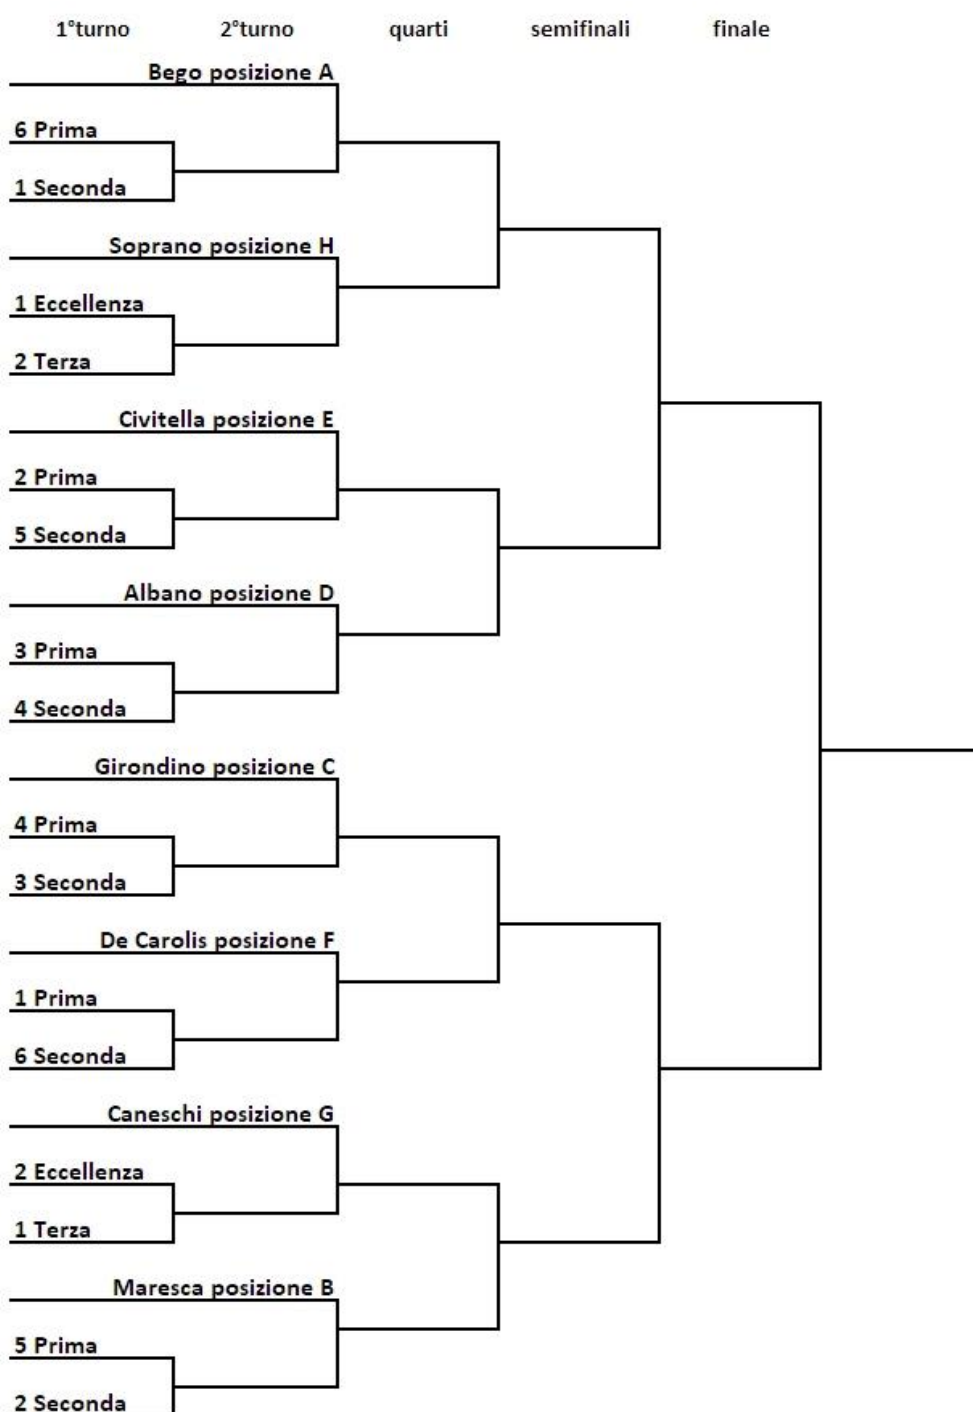 1°turno 2°turno quarti semifinali finale
Bego posizione A
6 Prima
1 Seconda
Soprano posizione H
1 Eccellenza
2 Terza
Civitella posizione E
2 Prima
5 Seconda
Albano posizione D
3 Prima
4 Seconda
Girondino posizione C
4 Prima
3 Seconda
De Carolis posizione F
1 Prima
6 Seconda
Caneschi posizione G
2 Eccellenza
1 Terza
Maresca posizione B
5 Prima
2 Seconda